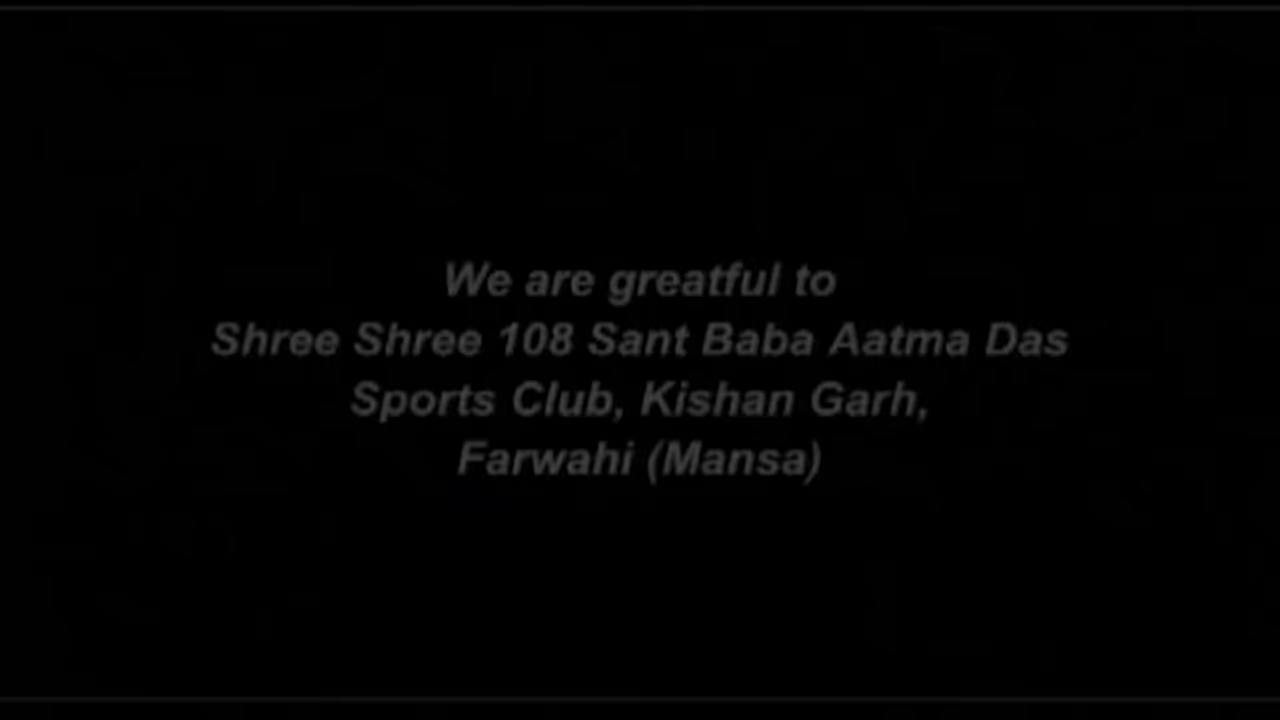 We are greatful to
Shree Shree 108 Sant Baba Aatma Das
Sports Club, Kishan Garh,
Farwahi (Mansa)